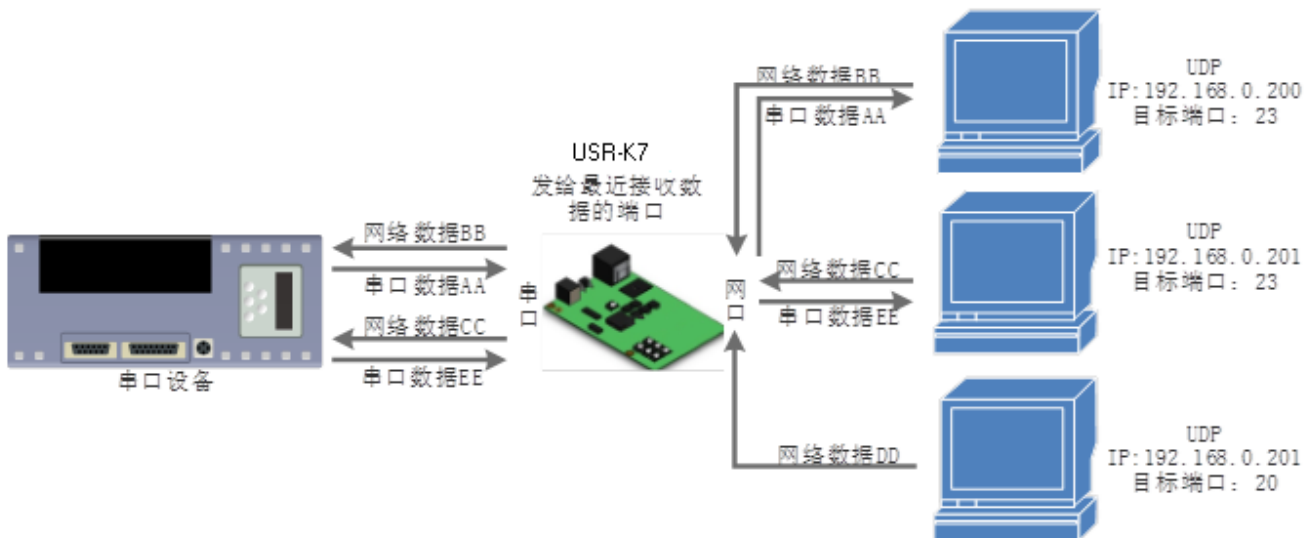 网络数据BB
串口数据AA
UDP
IP:192.168.0.200
目标端口: 23
USR-K7
发给最近接收数
据的端口
网络数据BB
串口数据AA
网络数据CC
串口数据EE
串口设备
串口
网口
网络数据CC
串口数据EE
UDP
IP:192.168.0.201
目标端口: 23
网络数据DD
UDP
IP:192.168.0.201
目标端口: 20